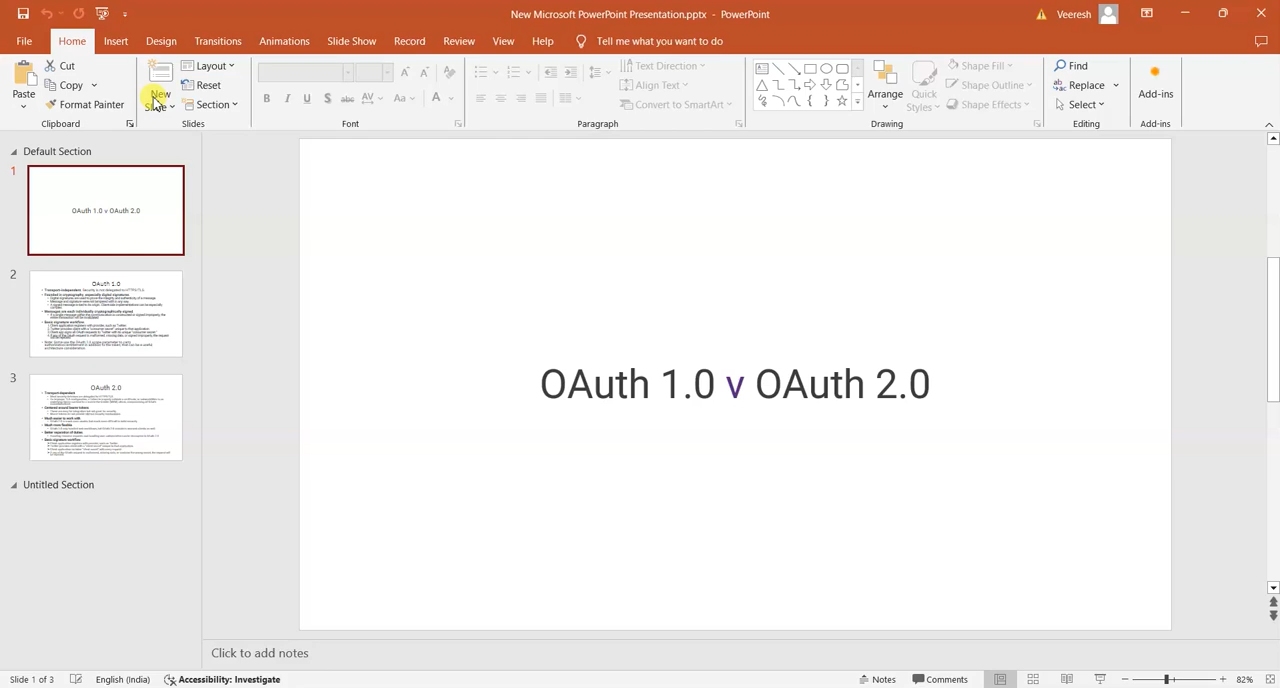 New Microsoft PowerPoint Presentation.pptx - PowerPoint
Veeresh
File Home Insert Design Transitions Animations Slide Show Record Review View Help Tell me what you want to do
Paste
Cut
Copy
Format Painter
Clipboard
New
Slide
Layout
Reset
Section
Slides
B I U S abc AV Aa A
Font
Text Direction
Align Text
Convert to SmartArt
Paragraph
Arrange
Quick
Styles
Shape Fill
Shape Outline
Shape Effects
Drawing
Find
Replace
Select
Editing
Add-ins
Add-ins
Default Section
1
OAuth 1.0 v OAuth 2.0
2
OAuth 1.0
3
OAuth 2.0
Untitled Section
OAuth 1.0 v OAuth 2.0
Click to add notes
Slide 1 of 3 English (India) Accessibility: Investigate Notes Comments 82%